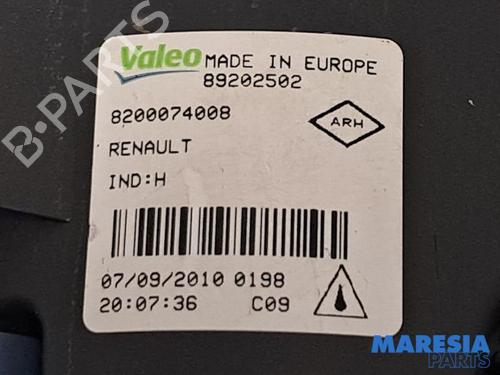 Valeo MADE IN EUROPE
89202502
8200074008
ARH
RENAULT
IND:H
07/09/2010 0198
20:07:36 C09
MARESIA
PARTS